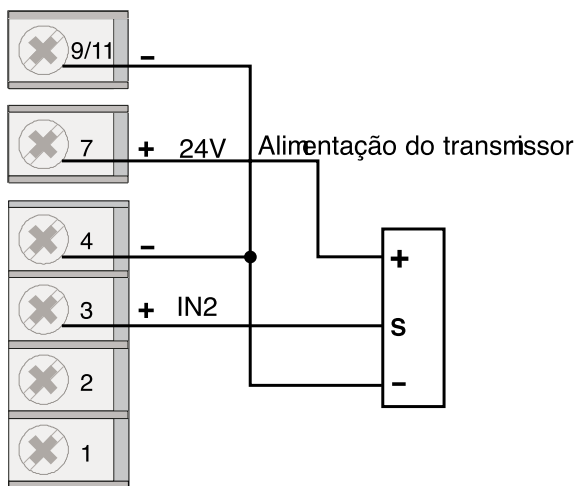 9/11 -
7 + 24V Alimentação do transmissor
4 -
+
3 + IN2
S
2
-
1